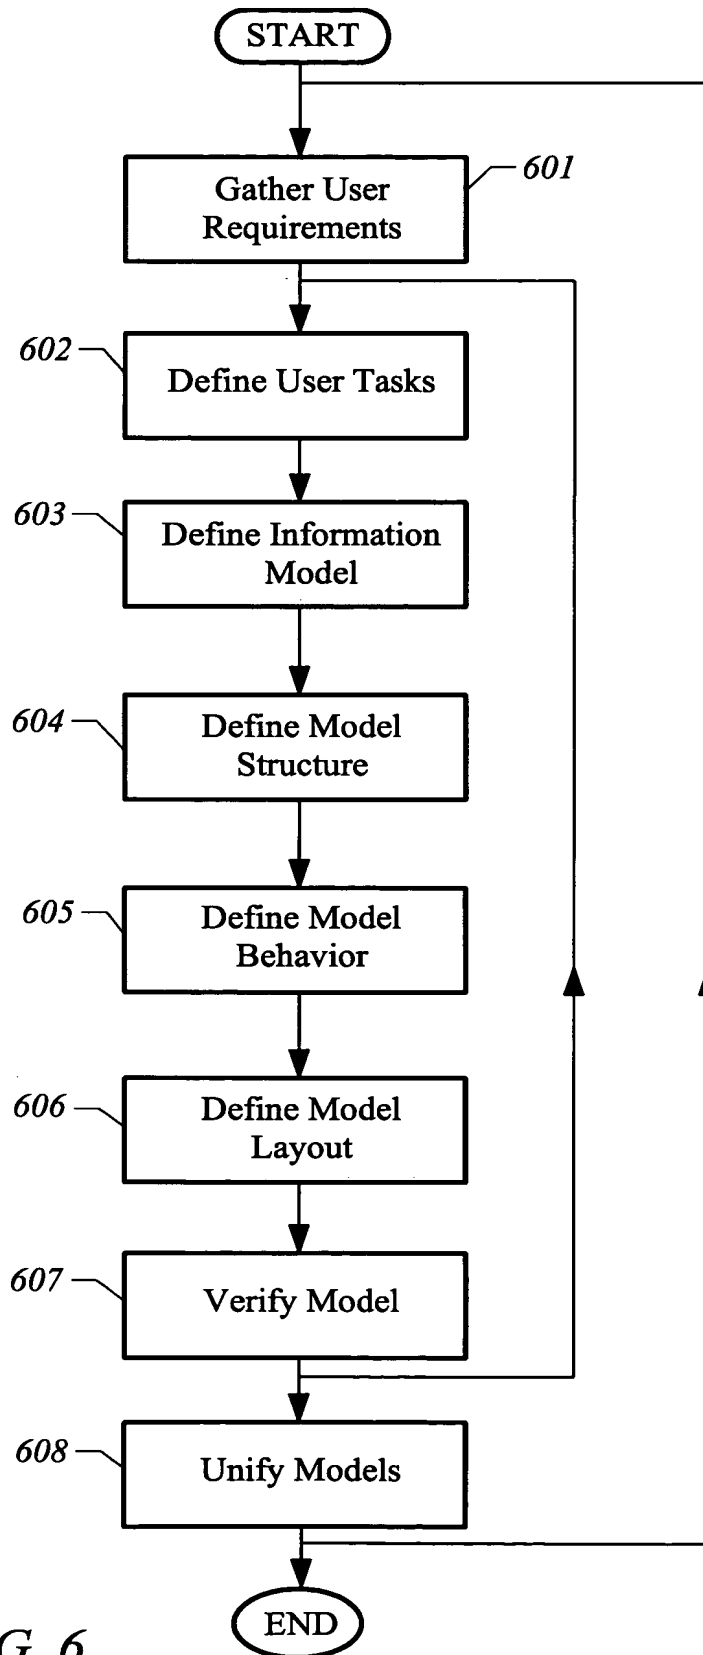 START
601
Gather User
Requirements
602
Define User Tasks
603
Define Information
Model
604
Define Model
Structure
605
Define Model
Behavior
606
Define Model
Layout
607
Verify Model
608
Unify Models
END
G. 6